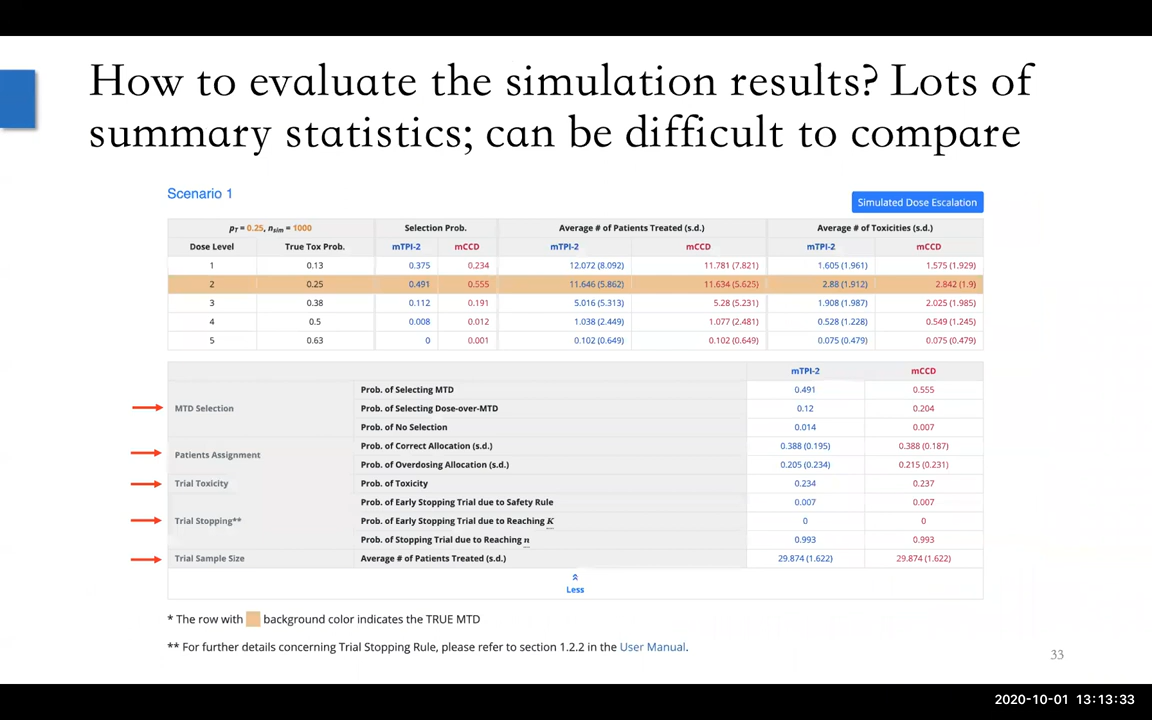 How to evaluate the simulation results? Lots of
summary statistics; can be difficult to compare
Scenario 1
Simulated Dose Escalation
pT = 0.25, nsim = 1000 Selection Prob. Average # of Patients Treated (s.d.) Average # of Toxicities (s.d.)
Dose Level True Tox Prob. mTPI-2 mCCD mTPI-2 mCCD mTPI-2 mCCD
1 0.13 0.375 0.234 12.072 (8.092) 11.781 (7.821) 1.605 (1.961) 1.575 (1.929)
2 0.25 0.491 0.555 11.646 (5.862) 11.634 (5.625) 2.88 (1.912) 2.842 (1.9)
3 0.38 0.112 0.191 5.016 (5.313) 5.28 (5.231) 1.908 (1.987) 2.025 (1.985)
4 0.5 0.008 0.012 1.038 (2.449) 1.077 (2.481) 0.528 (1.228) 0.549 (1.245)
5 0.63 0 0.001 0.102 (0.649) 0.102 (0.649) 0.075 (0.479) 0.075 (0.479)
mTPI-2 mCCD
Prob. of Selecting MTD 0.491 0.555
MTD Selection Prob. of Selecting Dose-over-MTD 0.12 0.204
Prob. of No Selection 0.014 0.007
Prob. of Correct Allocation (s.d.) 0.388 (0.195) 0.388 (0.187)
Patients Assignment
Prob. of Overdosing Allocation (s.d.) 0.205 (0.234) 0.215 (0.231)
Trial Toxicity Prob. of Toxicity 0.234 0.237
Prob. of Early Stopping Trial due to Safety Rule 0.007 0.007
Trial Stopping** Prob. of Early Stopping Trial due to Reaching K 0 0
Prob. of Stopping Trial due to Reaching n 0.993 0.993
Trial Sample Size Average # of Patients Treated (s.d.) 29.874 (1.622) 29.874 (1.622)
Less
* The row with background color indicates the TRUE MTD
** For further details concerning Trial Stopping Rule, please refer to section 1.2.2 in the User Manual.
33
2020-10-01 13:13:33